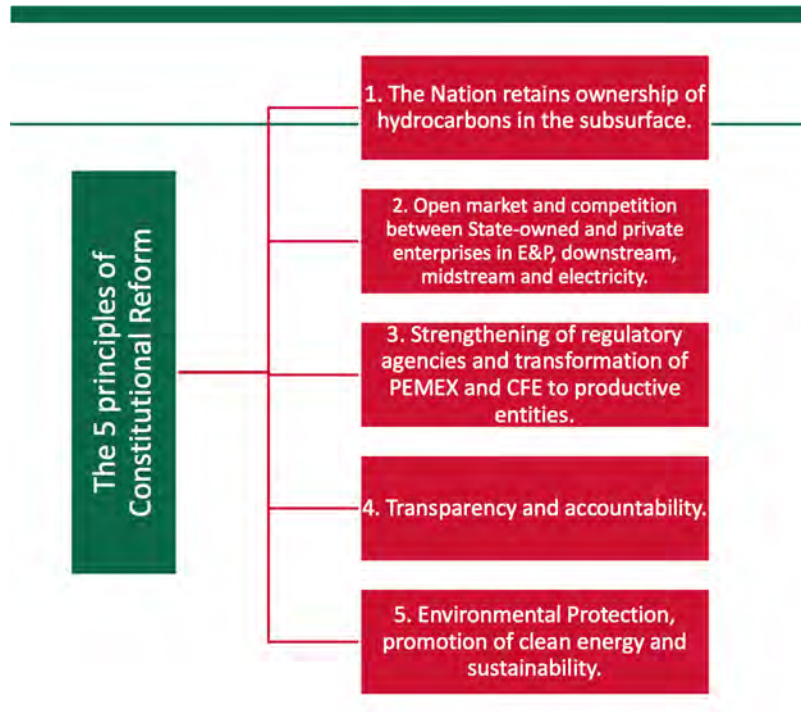 The 5 principles of
Constitutional Reform
1. The Nation retains ownership of
hydrocarbons in the subsurface.
2. Open market and competition
between State-owned and private
enterprises in E&P, downstream,
midstream and electricity.
3. Strengthening of regulatory
agencies and transformation of
PEMEX and CFE to productive
entities.
4. Transparency and accountability.
5. Environmental Protection,
promotion of clean energy and
sustainability.